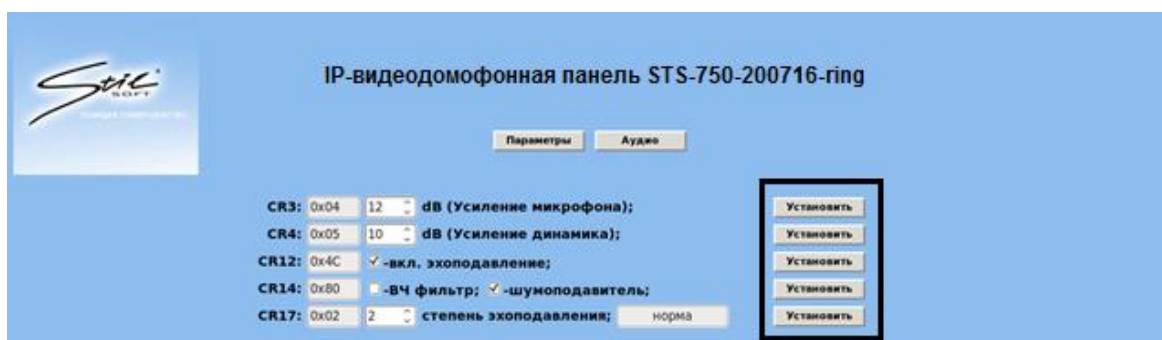 Stil
SOFT
IP-видеодомофонная панель STS-750-200716-ring
Параметры Аудио
CR3: 0x04 12 dB (Усиление микрофона); Установить
CR4: 0x05 10 dB (Усиление динамика); Установить
CR12: 0x4C -вкл. эхоподавление; Установить
CR14: 0x80 -ВЧ фильтр; -шумоподавитель; Установить
CR17: 0x02 2 степень эхоподавления; норма Установить